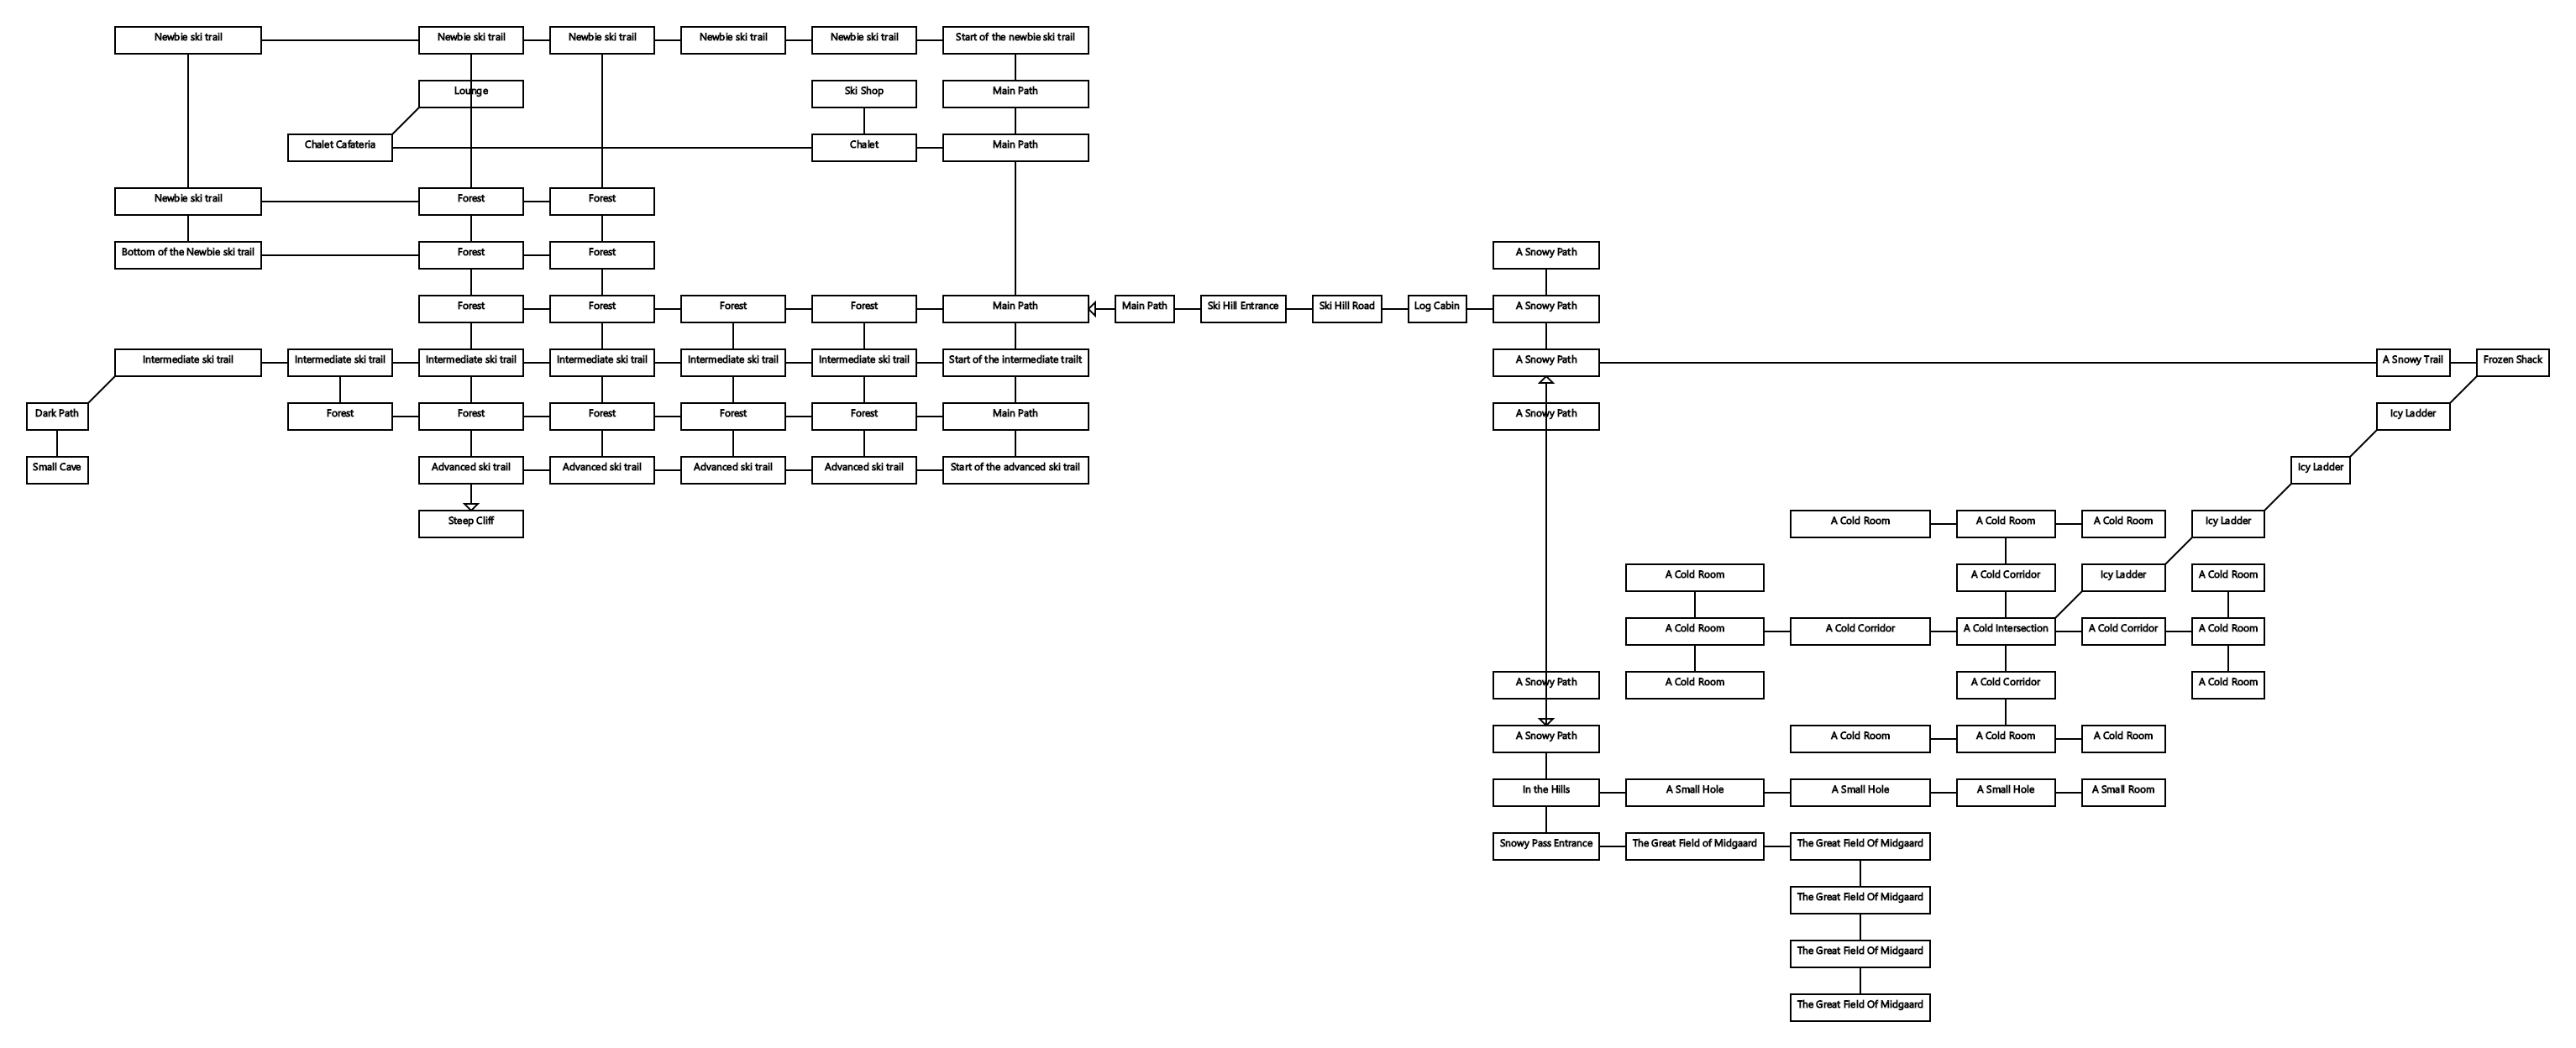 Newbie ski trail
Newbie ski trail
Newbie ski trail
Newbie ski trail
Newbie ski trail
Start of the newbie ski trail
Lounge
Ski Shop
Main Path
Chalet Cafateria
Chalet
Main Path
Newbie ski trail
Forest
Forest
Bottom of the Newbie ski trail
Forest
Forest
A Snowy Path
Forest
Forest
Forest
Forest
Main Path
Main Path
Ski Hill Entrance
Ski Hill Road
Log Cabin
A Snowy Path
Intermediate ski trail
Intermediate ski trail
Intermediate ski trail
Intermediate ski trail
Intermediate ski trail
Intermediate ski trail
Start of the intermediate trailt
A Snowy Path
A Snowy Trail
Frozen Shack
Dark Path
Forest
Forest
Forest
Forest
Forest
Main Path
A Snowy Path
Icy Ladder
Small Cave
Advanced ski trail
Advanced ski trail
Advanced ski trail
Advanced ski trail
Start of the advanced ski trail
Icy Ladder
Steep Cliff
A Cold Room
A Cold Room
A Cold Room
Icy Ladder
A Cold Room
A Cold Corridor
Icy Ladder
A Cold Room
A Cold Room
A Cold Corridor
A Cold Intersection
A Cold Corridor
A Cold Room
A Snowy Path
A Cold Room
A Cold Corridor
A Cold Room
A Snowy Path
A Cold Room
A Cold Room
A Cold Room
In the Hills
A Small Hole
A Small Hole
A Small Hole
A Small Room
Snowy Pass Entrance
The Great Field of Midgaard
The Great Field Of Midgaard
The Great Field Of Midgaard
The Great Field Of Midgaard
The Great Field Of Midgaard